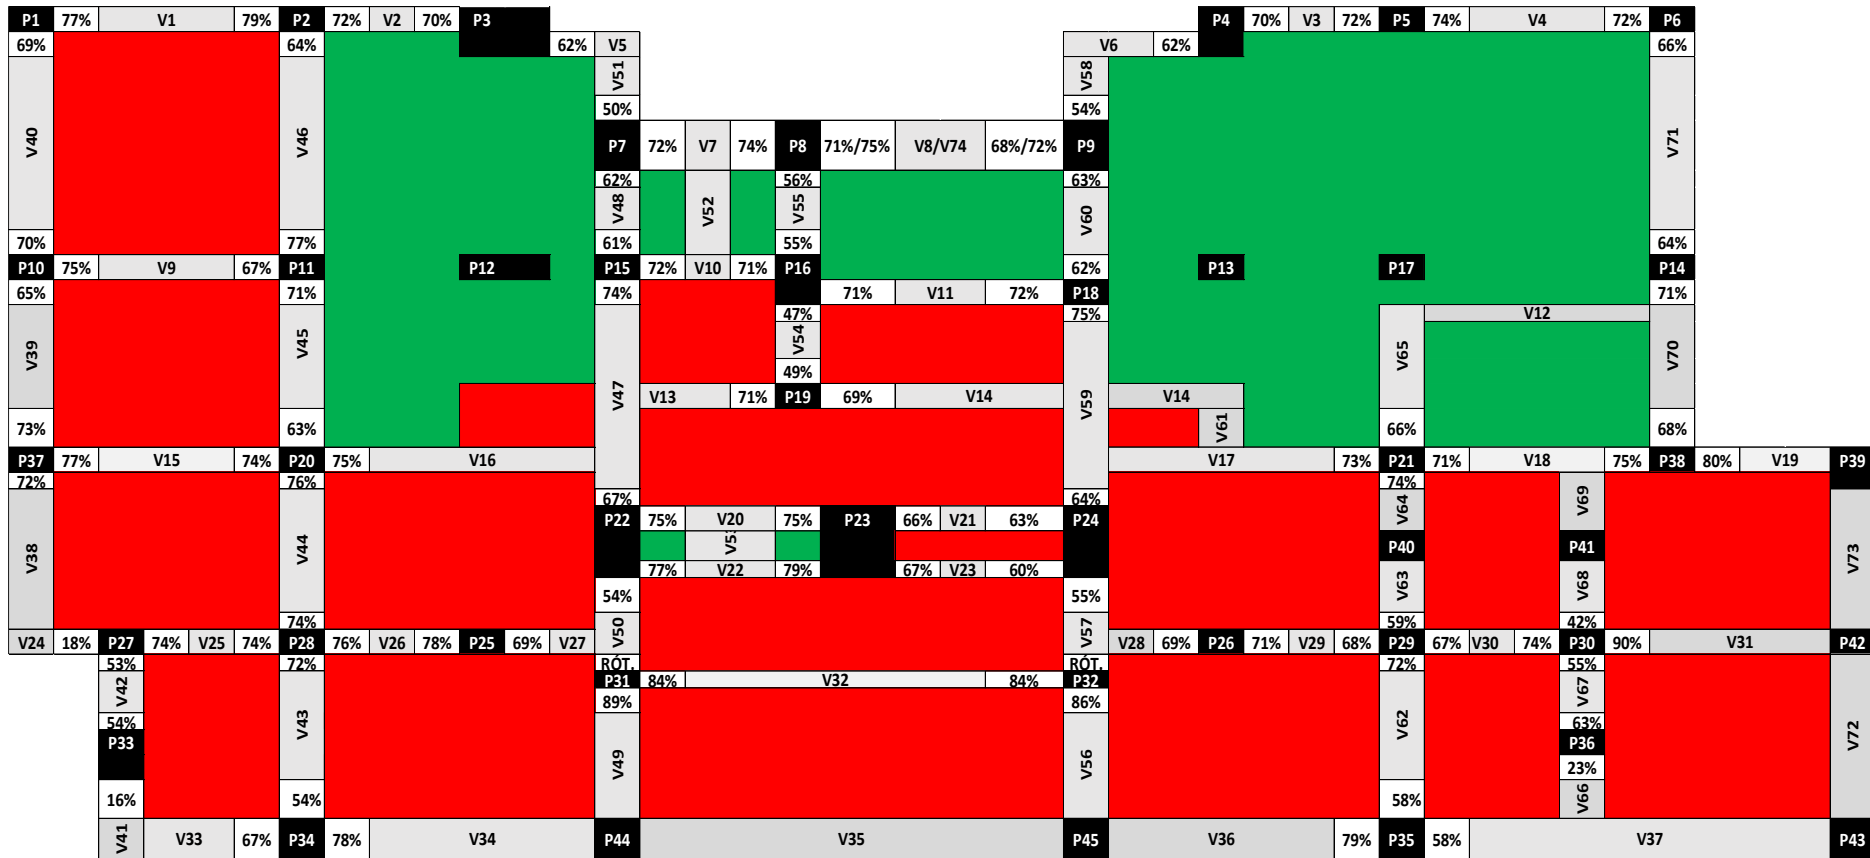 P1 77% V1 79% P2 72% V2 70% P3 P4 70% V3 72% P5 74% V4 72% P6
69% 64% 62% V5 V6 62% 66%
V40 V46 V51 V58 V71
50% 54%
P7 72% V7 74% P8 71%/75% V8/V74 68%/72% P9
62% 56% 63%
V48 V52 V55 V60
70% 77% 61% 55% 64%
P10 75% V9 67% P11 P12 P15 72% V10 71% P16 62% P13 P17 P14
65% 71% 74% 71% V11 72% P18 71%
47% 75% V12
V39 V45 V47 V54 V59 V65 V70
49%
V13 71% P19 69% V14 V14
73% 63% V61 66% 68%
P37 77% V15 74% P20 75% V16 V17 73% P21 71% V18 75% P38 80% V19 P39
72% 76% 74%
67% 64%
V38 V44 V64 V69 V73
P22 75% V20 75% P23 66% V21 63% P24
P40 P41
77% V22 79% 67% V23 60%
54% 55% V63 V68
74% 59% 42%
V24 18% P27 74% V25 74% P28 76% V26 78% P25 69% V27 V50 V57 V28 69% P26 71% V29 68% P29 67% V30 74% P30 90% V31 P42
53% 72% RÓT. RÓT. 72% 55%
V42 P31 84% V32 84% P32 V67
54% 89% 86% 63%
P33 V43 V49 V56 V62 P36 V72
23%
16% 54% 58% V66
V41 V33 67% P34 78% V34 P44 V35 P45 V36 79% P35 58% V37 P43